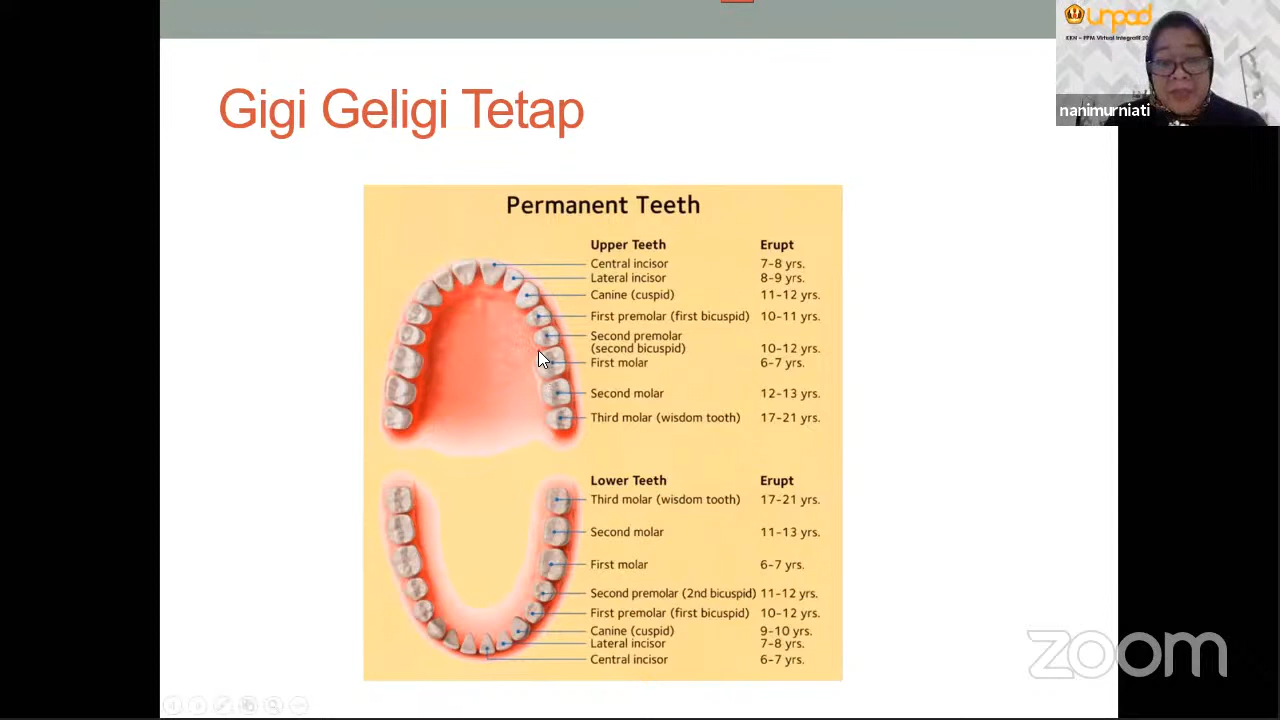 Gigi Geligi Tetap
unpad
KKN - PPM Virtual Integratif 20
nanimurniati
Permanent Teeth
Upper Teeth Erupt
Central incisor 7-8 yrs.
Lateral incisor 8-9 yrs.
Canine (cuspid) 11-12 yrs.
First premolar (first bicuspid) 10-11 yrs.
Second premolar
(second bicuspid) 10-12 yrs.
First molar 6-7 yrs.
Second molar 12-13 yrs.
Third molar (wisdom tooth) 17-21 yrs.
Lower Teeth Erupt
Third molar (wisdom tooth) 17-21 yrs.
Second molar 11-13 yrs.
First molar 6-7 yrs.
Second premolar (2nd bicuspid) 11-12 yrs.
First premolar (first bicuspid) 10-12 yrs.
Canine (cuspid) 9-10 yrs.
Lateral incisor 7-8 yrs.
Central incisor 6-7 yrs.
zoom